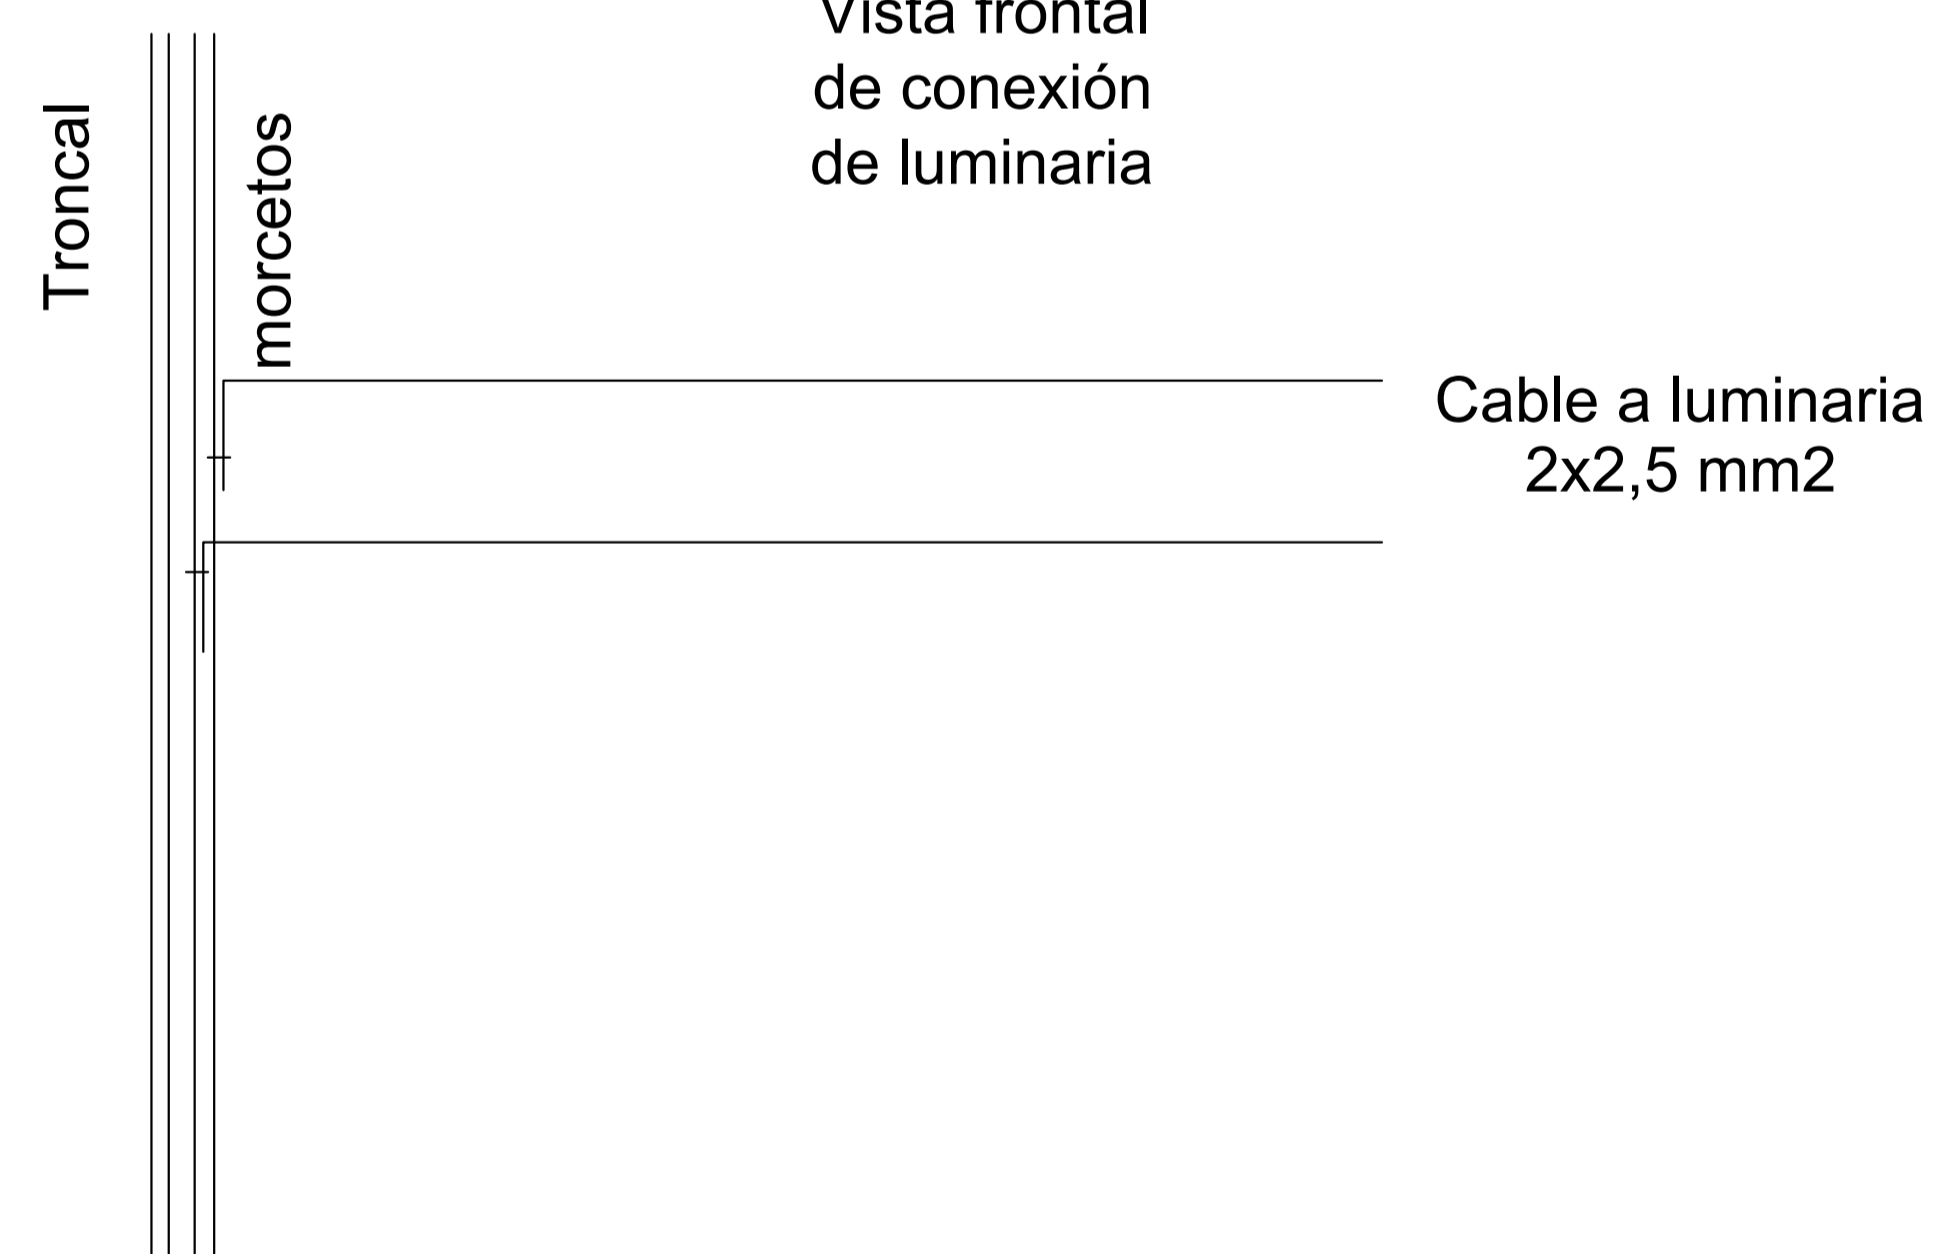 Vista frontal
de conexión
de luminaria
Troncal
morcetos
Cable a luminaria
2x2,5 mm2